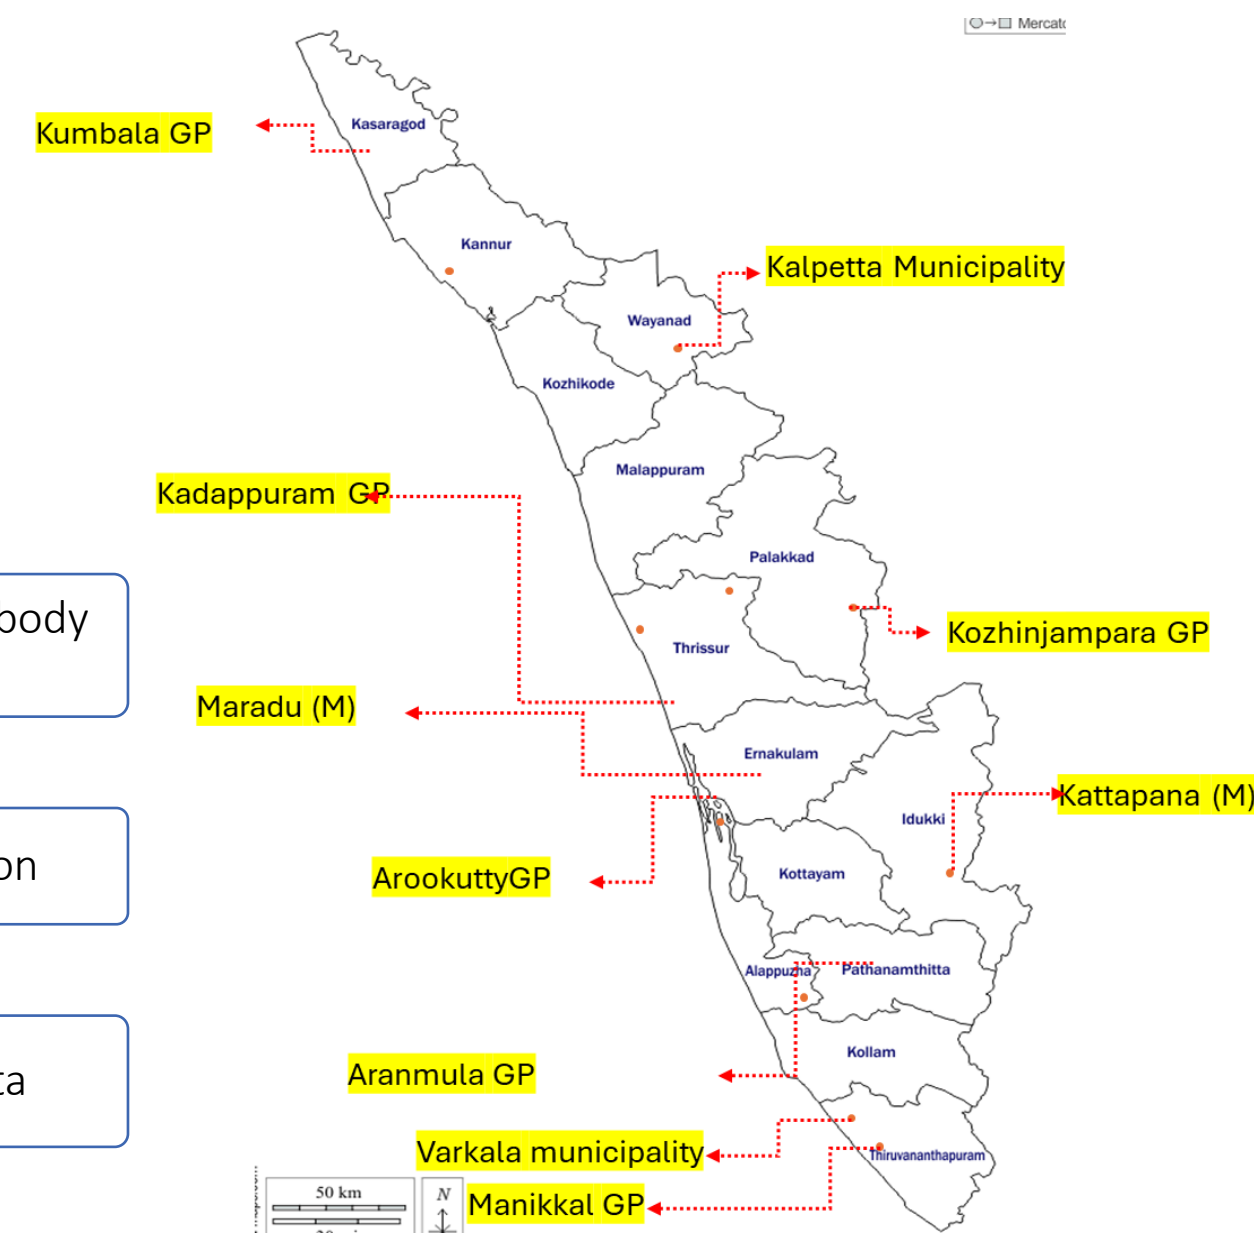 Mercato
Kasaragod
Kumbala GP
Kannur
Kalpetta Municipality
Wayanad
Kozhikode
Malappuram
Kadappuram GP
Palakkad
body
Kozhinjampara GP
Thrissur
Maradu (M)
Ernakulam
Kattapana (M)
Idukki
on
Kottayam
ArookuttyGP
Alappuzha
Pathanamthitta
Kollam
Aranmula GP
ta
Varkala municipality
Thiruvananthapuram
50 km
N
Manikkal GP